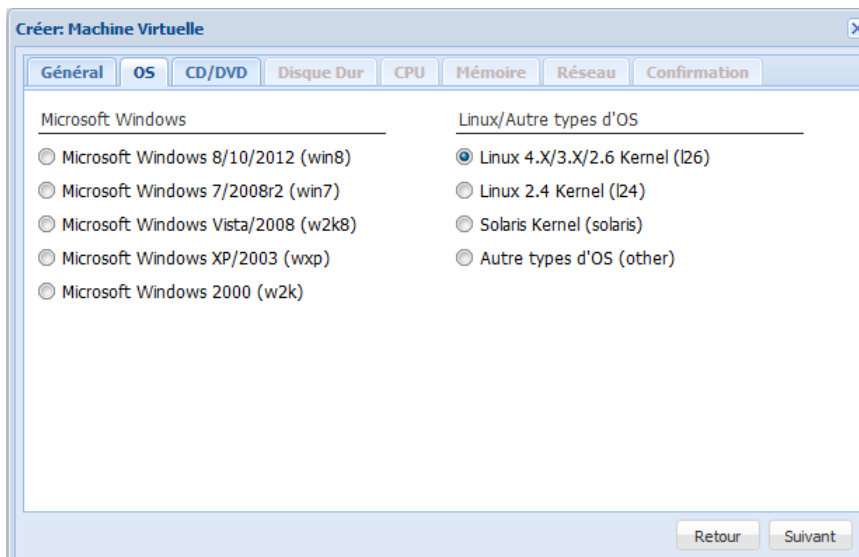 Créer: Machine Virtuelle
Général OS CD/DVD Disque Dur CPU Mémoire Réseau Confirmation
Microsoft Windows
Microsoft Windows 8/10/2012 (win8)
Microsoft Windows 7/2008r2 (win7)
Microsoft Windows Vista/2008 (w2k8)
Microsoft Windows XP/2003 (wxp)
Microsoft Windows 2000 (w2k)
Linux/Autre types d'OS
Linux 4.X/3.X/2.6 Kernel (l26)
Linux 2.4 Kernel (l24)
Solaris Kernel (solaris)
Autre types d'OS (other)
Retour Suivant